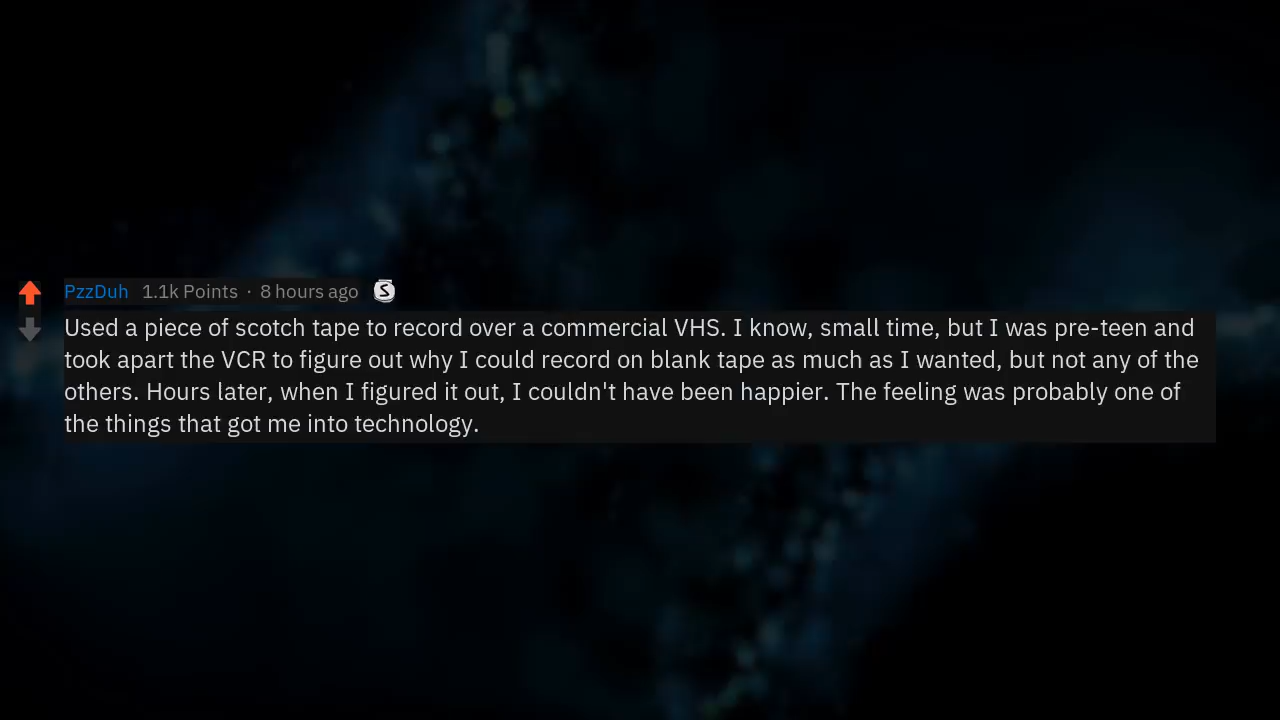 PzzDuh 1.1k Points · 8 hours ago S
Used a piece of scotch tape to record over a commercial VHS. I know, small time, but I was pre-teen and
took apart the VCR to figure out why I could record on blank tape as much as I wanted, but not any of the
others. Hours later, when I figured it out, I couldn't have been happier. The feeling was probably one of
the things that got me into technology.